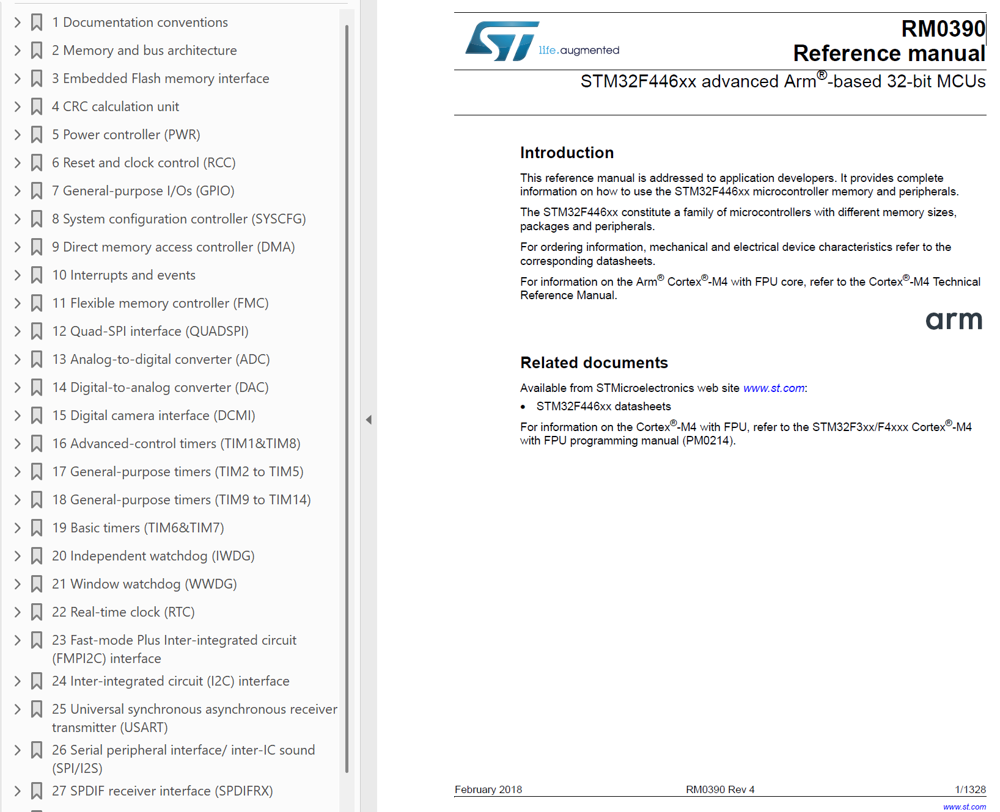 1 Documentation conventions
2 Memory and bus architecture
3 Embedded Flash memory interface
4 CRC calculation unit
5 Power controller (PWR)
6 Reset and clock control (RCC)
7 General-purpose I/Os (GPIO)
8 System configuration controller (SYSCFG)
9 Direct memory access controller (DMA)
10 Interrupts and events
11 Flexible memory controller (FMC)
12 Quad-SPI interface (QUADSPI)
13 Analog-to-digital converter (ADC)
14 Digital-to-analog converter (DAC)
15 Digital camera interface (DCMI)
16 Advanced-control timers (TIM1&TIM8)
17 General-purpose timers (TIM2 to TIM5)
18 General-purpose timers (TIM9 to TIM14)
19 Basic timers (TIM6&TIM7)
20 Independent watchdog (IWDG)
21 Window watchdog (WWDG)
22 Real-time clock (RTC)
23 Fast-mode Plus Inter-integrated circuit
(FMPI2C) interface
24 Inter-integrated circuit (I2C) interface
25 Universal synchronous asynchronous receiver
transmitter (USART)
26 Serial peripheral interface/ inter-IC sound
(SPI/I2S)
27 SPDIF receiver interface (SPDIFRX)
ST life.augmented
RM0390
Reference manual
STM32F446xx advanced Arm®-based 32-bit MCUs
Introduction
This reference manual is addressed to application developers. It provides complete
information on how to use the STM32F446xx microcontroller memory and peripherals.
The STM32F446xx constitute a family of microcontrollers with different memory sizes,
packages and peripherals.
For ordering information, mechanical and electrical device characteristics refer to the
corresponding datasheets.
For information on the Arm® Cortex®-M4 with FPU core, refer to the Cortex®-M4 Technical
Reference Manual.
arm
Related documents
Available from STMicroelectronics web site www.st.com:
• STM32F446xx datasheets
For information on the Cortex®-M4 with FPU, refer to the STM32F3xx/F4xxx Cortex®-M4
with FPU programming manual (PM0214).
February 2018 RM0390 Rev 4 1/1328
www.st.com